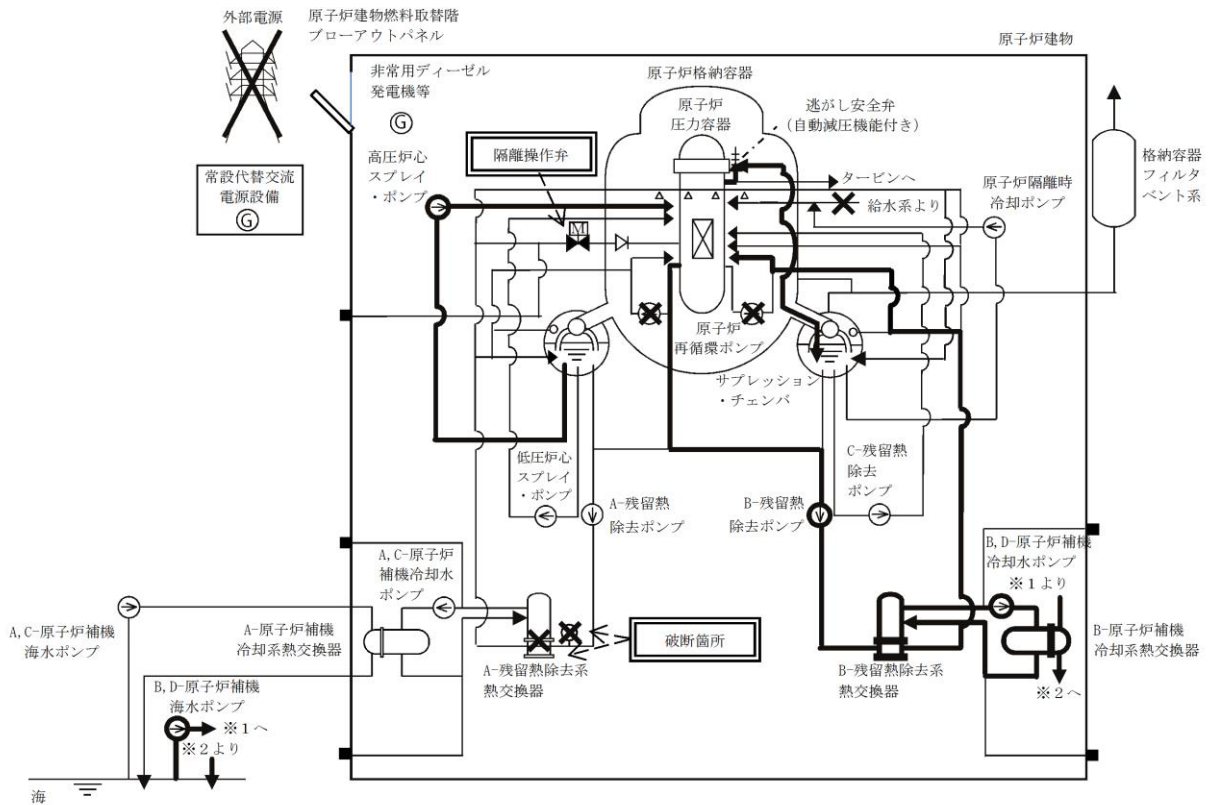 外部電源
原子炉建物燃料取替階
ブローアウトパネル
原子炉建物
非常用ディーゼル
発電機等
G
原子炉格納容器
原子炉
圧力容器
逃がし安全弁
(自動減圧機能付き)
隔離操作弁
高圧炉心
スプレイ
・ポンプ
常設代替交流
電源設備
G
M
タービンへ
給水系より
原子炉隔離時
冷却ポンプ
格納容器
フィルタ
ベント系
原子炉
再循環ポンプ
サプレッション
・チェンバ
低圧炉心
スプレイ
・ポンプ
A-残留熱
除去ポンプ
B-残留熱
除去ポンプ
C-残留熱
除去
ポンプ
A,C-原子炉
補機冷却水
ポンプ
B,D-原子炉補機
冷却水ポンプ
※1より
A,C-原子炉補機
海水ポンプ
A-原子炉補機
冷却系熱交換器
破断箇所
A-残留熱除去系
熱交換器
B-残留熱除去系
熱交換器
B-原子炉補機
冷却系熱交換器
※2へ
B,D-原子炉補機
海水ポンプ
※1へ
※2より
海